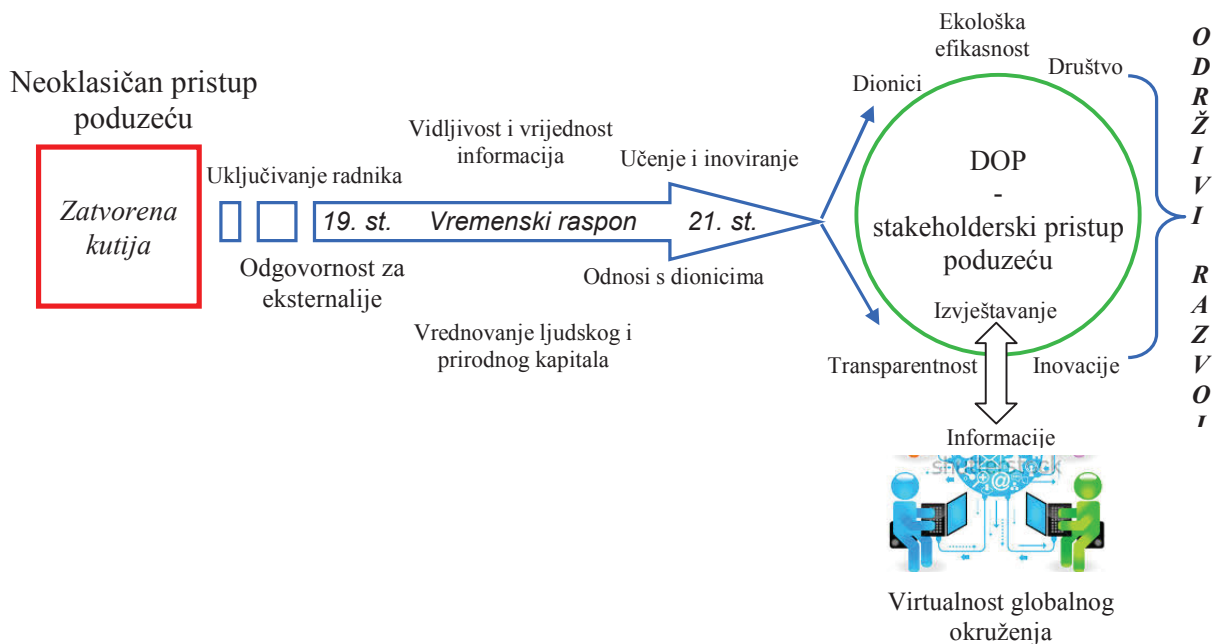 Neoklasičan pristup
poduzeću
Zatvorena
kutija
Uključivanje radnika
Odgovornost za
eksternalije
Vidljivost i vrijednost
informacija
19. st. Vremenski raspon 21. st.
Vrednovanje ljudskog i
prirodnog kapitala
Učenje i inoviranje
Odnosi s dionicima
Ekološka
efikasnost
Dionici
Društvo
DOP
-
stakeholderski pristup
poduzeću
Izvještavanje
Transparentnost
Inovacije
Informacije
shutterstock
Virtualnost globalnog
okruženja
O
D
R
Ž
I
V
I
R
A
Z
V
O
J